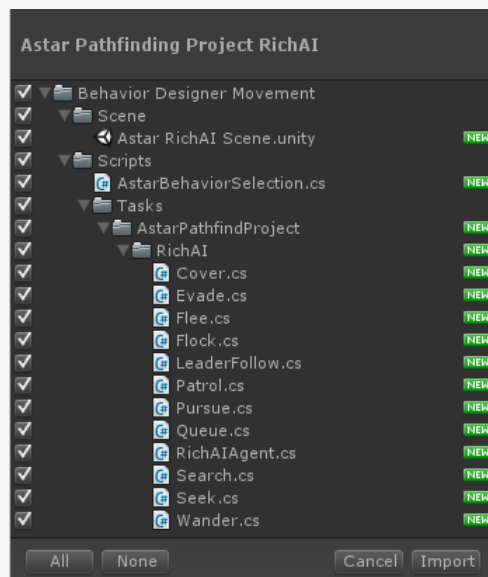 Astar Pathfinding Project RichAI
Behavior Designer Movement
Scene
Astar RichAI Scene.unity NEW
Scripts
AstarBehaviorSelection.cs NEW
Tasks
AstarPathfindProject NEW
RichAI NEW
Cover.cs NEW
Evade.cs NEW
Flee.cs NEW
Flock.cs NEW
LeaderFollow.cs NEW
Patrol.cs NEW
Pursue.cs NEW
Queue.cs NEW
RichAIAgent.cs NEW
Search.cs NEW
Seek.cs NEW
Wander.cs NEW
All None Cancel Import